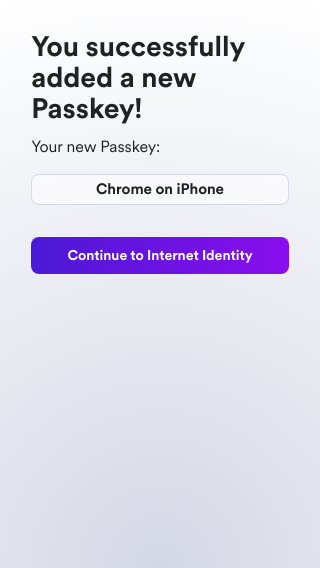 You successfully
added a new
Passkey!
Your new Passkey:
Chrome on iPhone
Continue to Internet Identity